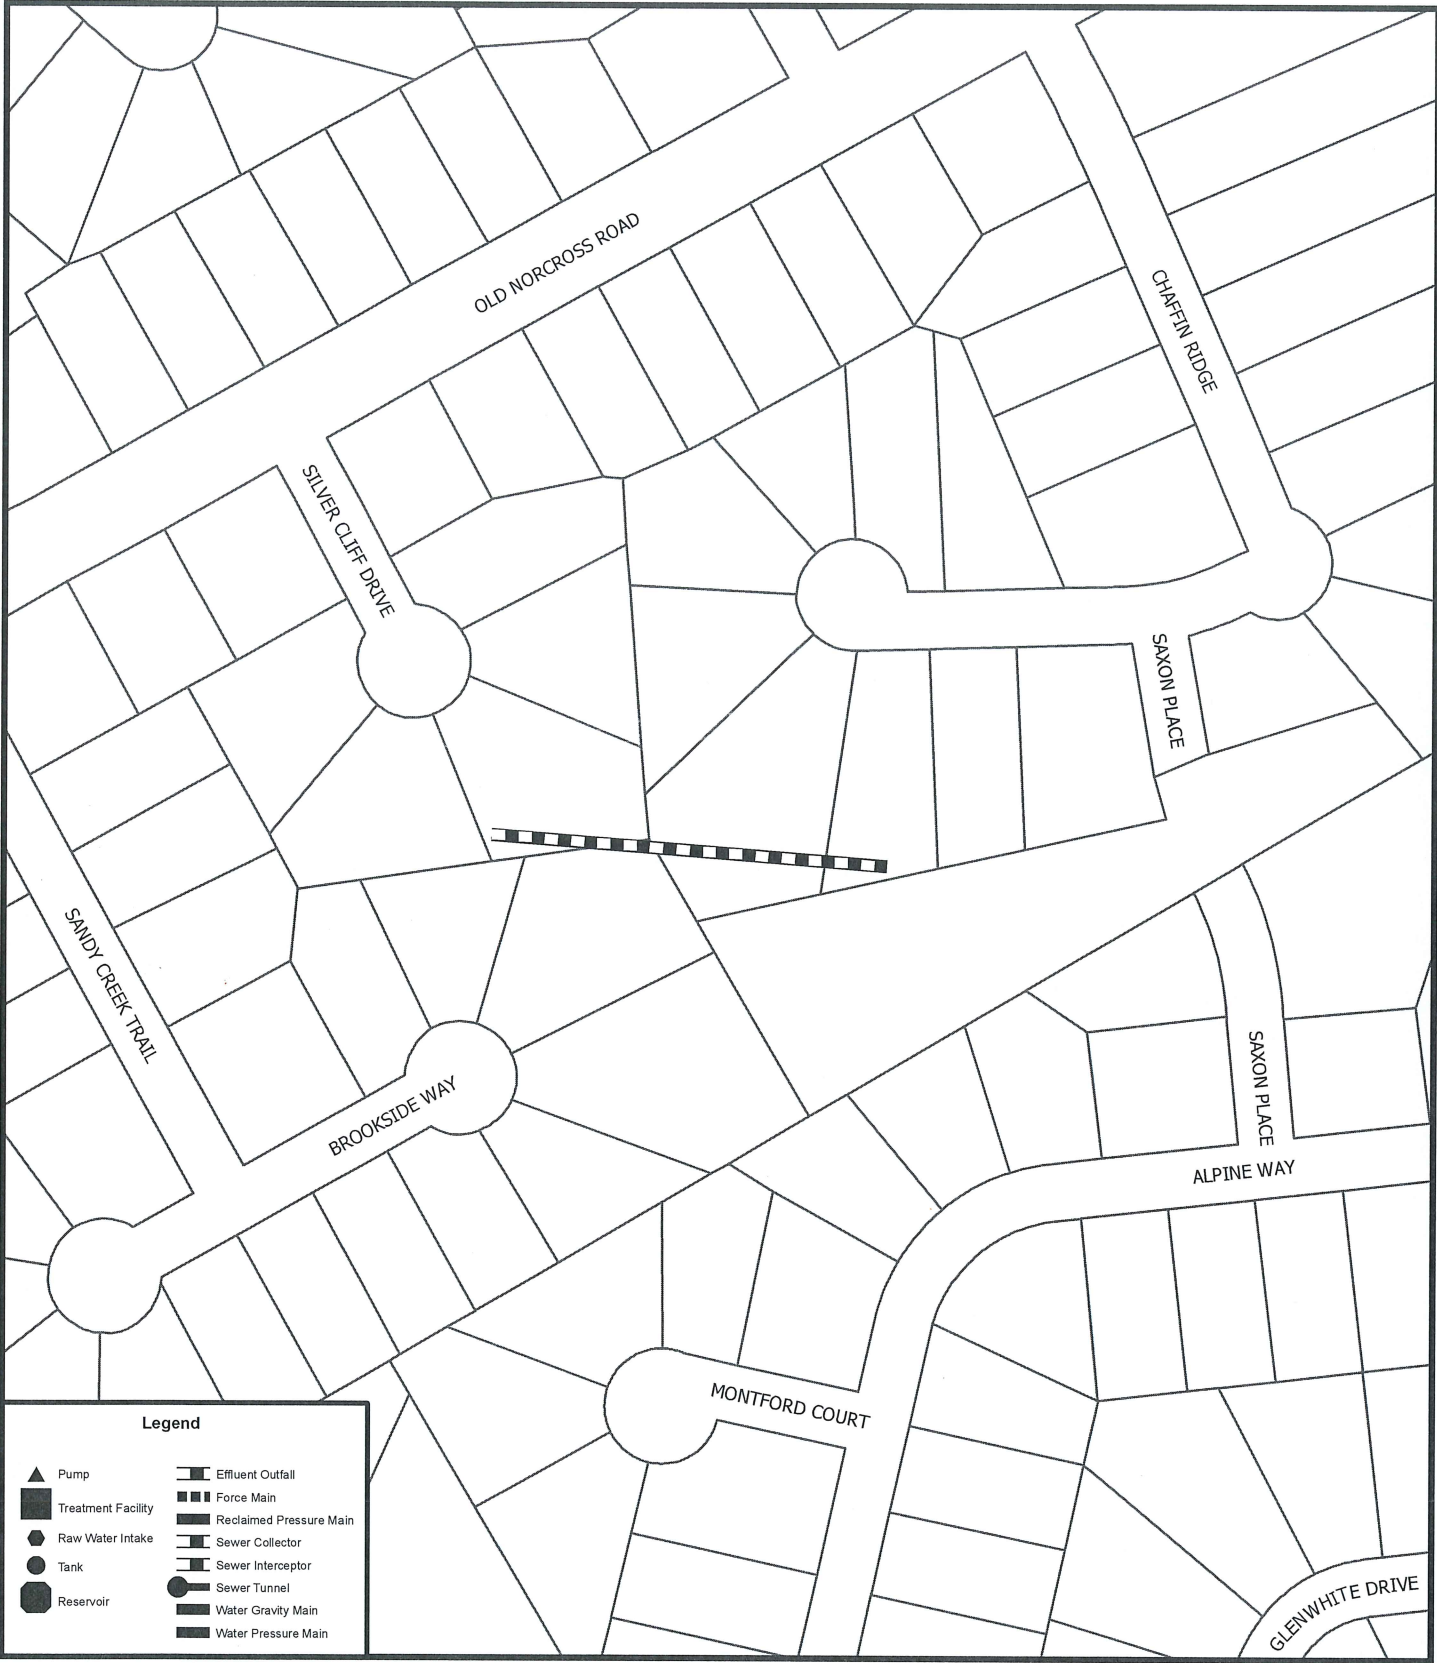 OLD NORCROSS ROAD
CHAFFIN RIDGE
SILVER CLIFF DRIVE
SAXON PLACE
SANDY CREEK TRAIL
BROOKSIDE WAY
SAXON PLACE
ALPINE WAY
MONTFORD COURT
GLENWHITE DRIVE
Legend
Pump
Treatment Facility
Raw Water Intake
Tank
Reservoir
Effluent Outfall
Force Main
Reclaimed Pressure Main
Sewer Collector
Sewer Interceptor
Sewer Tunnel
Water Gravity Main
Water Pressure Main